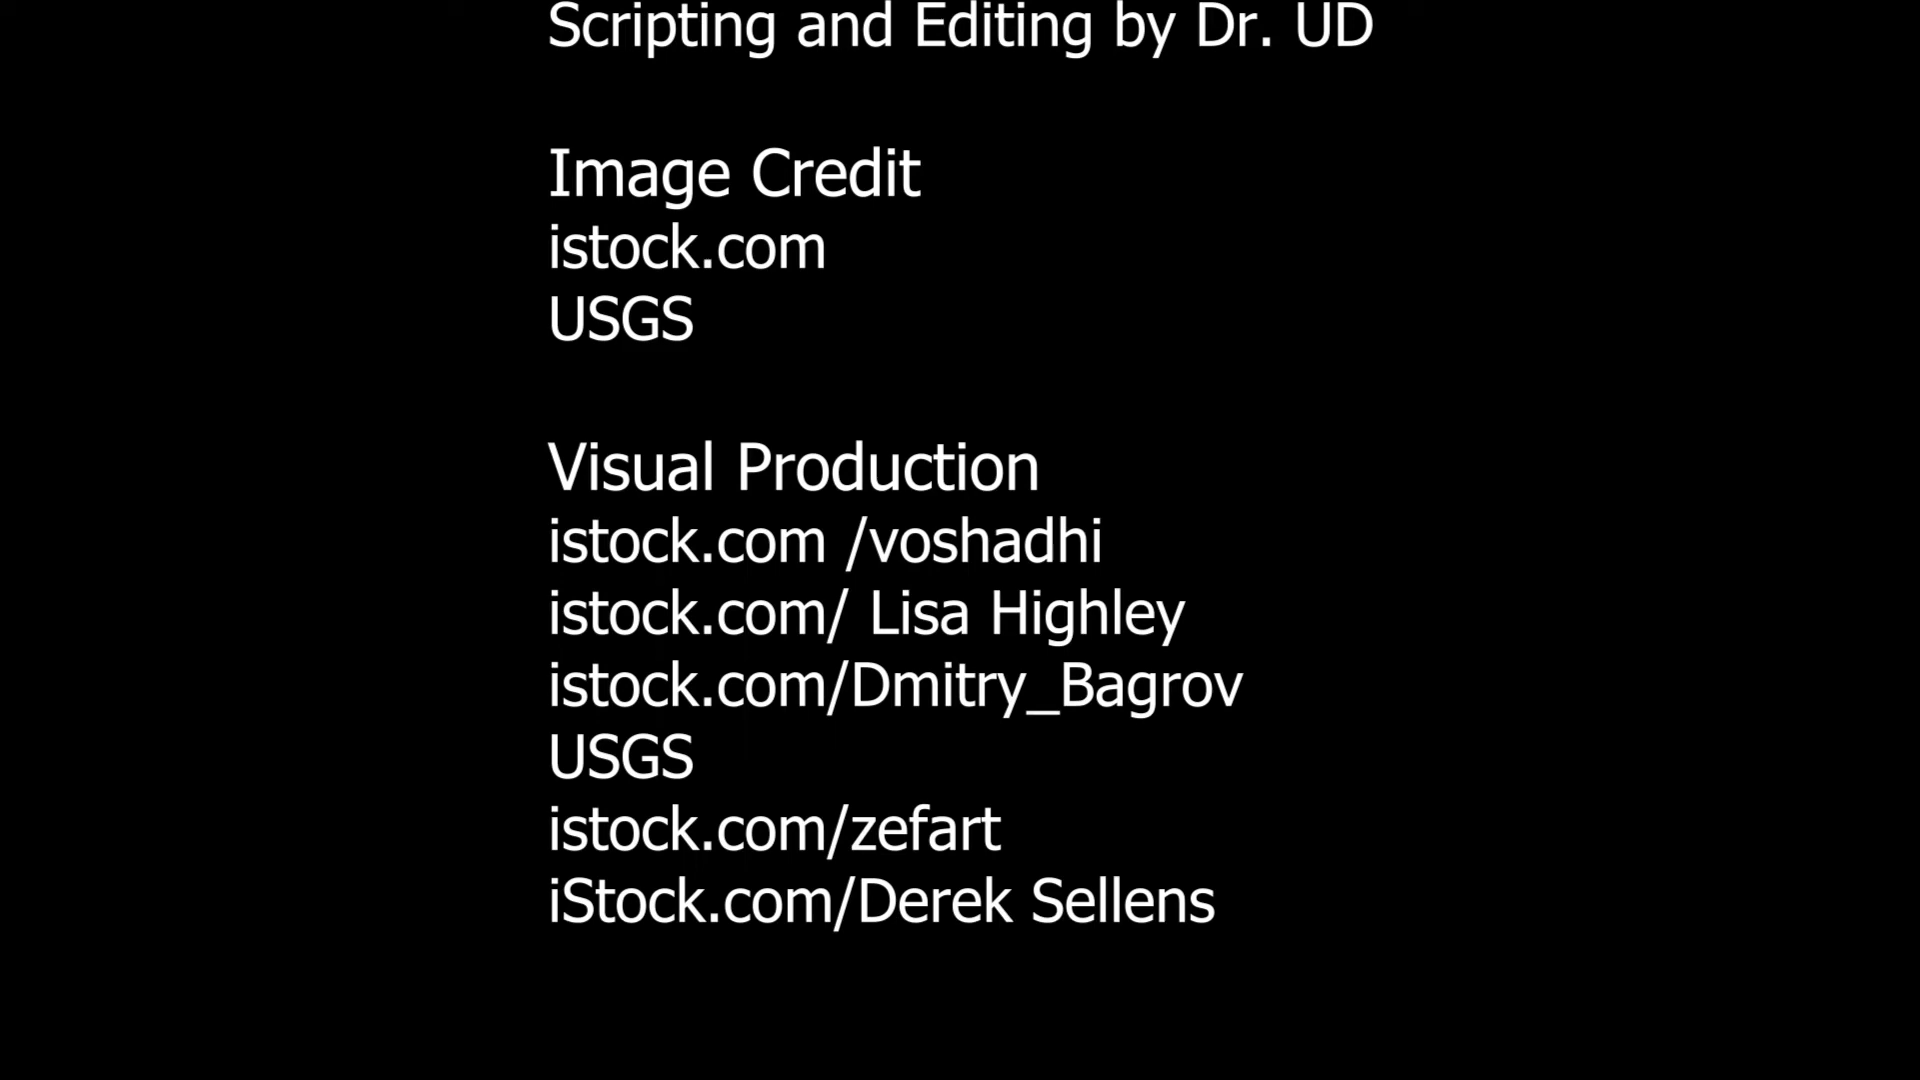 Scripting and Editing by Dr. UD
Image Credit
istock.com
USGS
Visual Production
istock.com /voshadhi
istock.com/ Lisa Highley
istock.com/Dmitry_Bagrov
USGS
istock.com/zefart
iStock.com/Derek Sellens